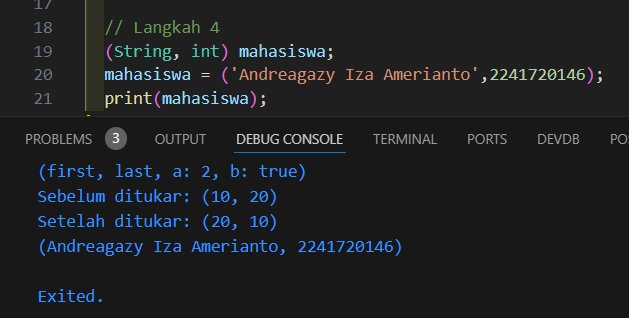 17
18 // Langkah 4
19 (String, int) mahasiswa;
20 mahasiswa = ('Andreagazy Iza Amerianto',2241720146);
21 print(mahasiswa);
PROBLEMS 3 OUTPUT DEBUG CONSOLE TERMINAL PORTS DEVDB PO
(first, last, a: 2, b: true)
Sebelum ditukar: (10, 20)
Setelah ditukar: (20, 10)
(Andreagazy Iza Amerianto, 2241720146)
Exited.